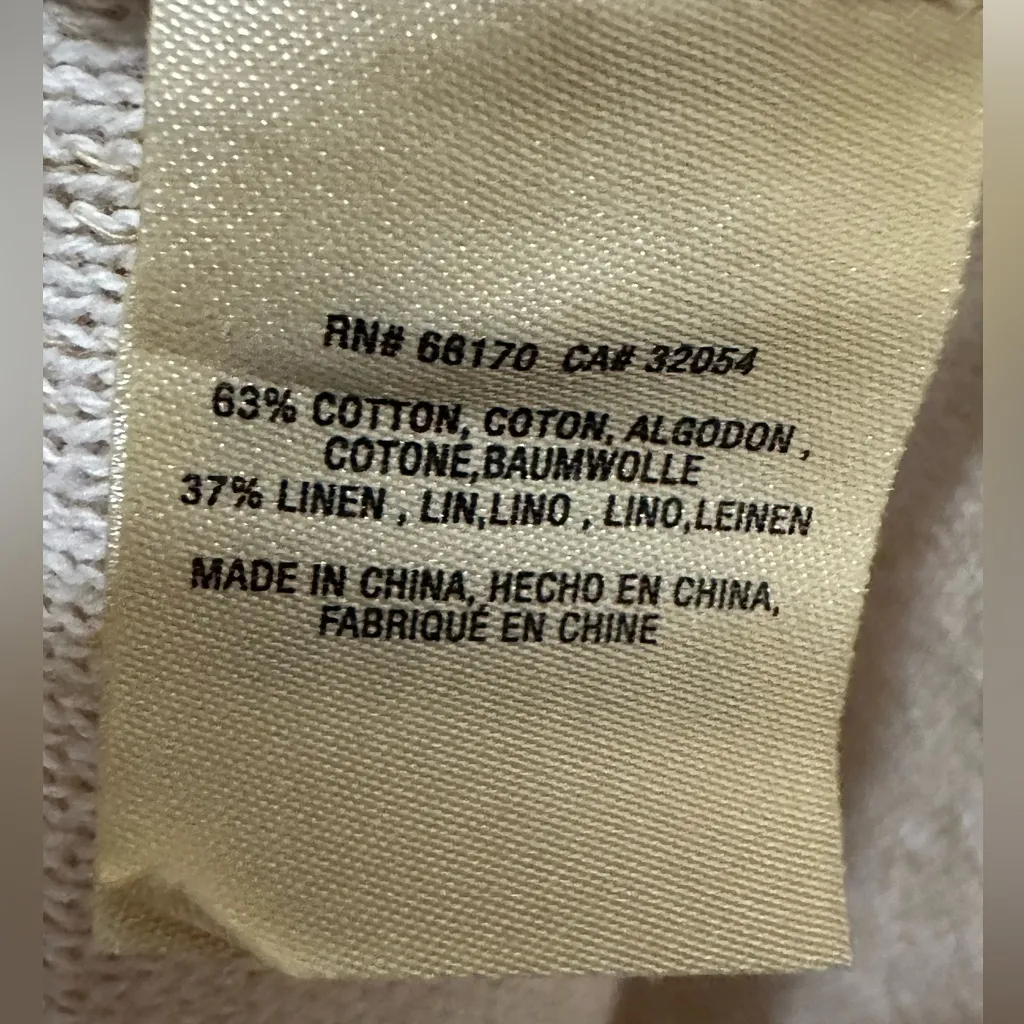 RN# 66170 CA# 32054
63% COTTON, COTON, ALGODON ,
COTONE,BAUMWOLLE
37% LINEN , LIN,LINO , LINO,LEINEN
MADE IN CHINA, HECHO EN CHINA,
FABRIQUÉ EN CHINE